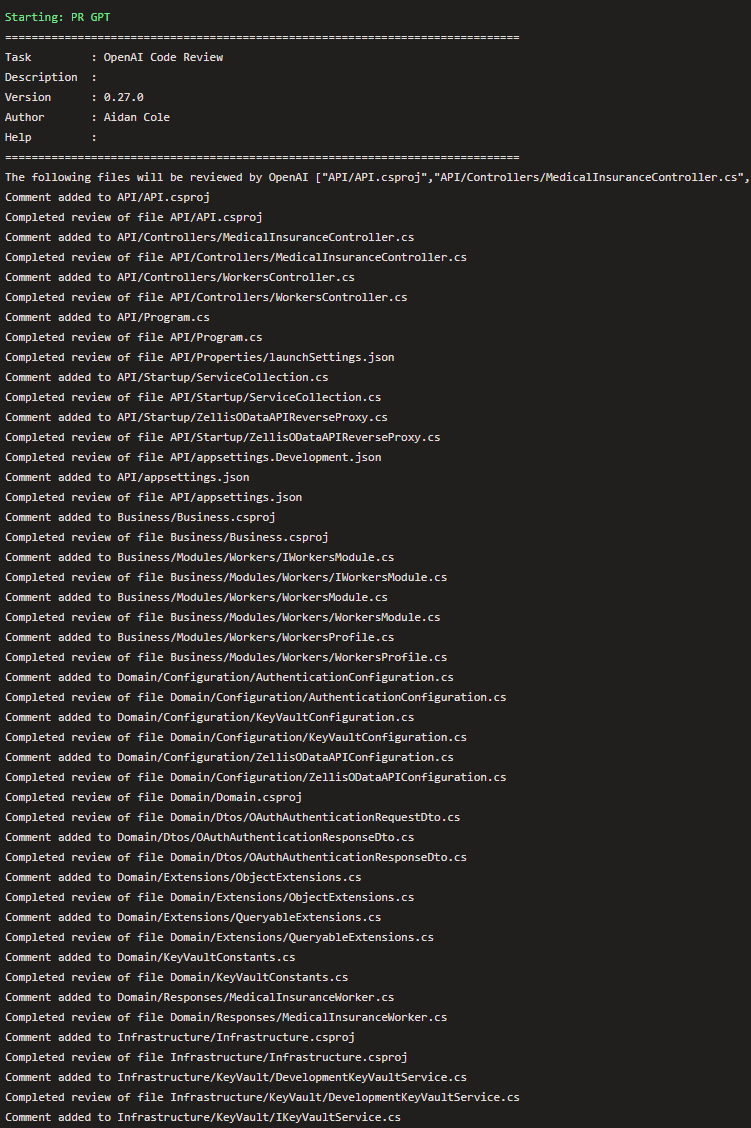 Starting: PR GPT
==============================================================================
Task         : OpenAI Code Review
Description  :
Version      : 0.27.0
Author       : Aidan Cole
Help         :
==============================================================================
The following files will be reviewed by OpenAI ["API/API.csproj","API/Controllers/MedicalInsuranceController.cs",
Comment added to API/API.csproj
Completed review of file API/API.csproj
Comment added to API/Controllers/MedicalInsuranceController.cs
Completed review of file API/Controllers/MedicalInsuranceController.cs
Comment added to API/Controllers/WorkersController.cs
Completed review of file API/Controllers/WorkersController.cs
Comment added to API/Program.cs
Completed review of file API/Program.cs
Completed review of file API/Properties/launchSettings.json
Comment added to API/Startup/ServiceCollection.cs
Completed review of file API/Startup/ServiceCollection.cs
Comment added to API/Startup/ZellisODataAPIReverseProxy.cs
Completed review of file API/Startup/ZellisODataAPIReverseProxy.cs
Completed review of file API/appsettings.Development.json
Comment added to API/appsettings.json
Completed review of file API/appsettings.json
Comment added to Business/Business.csproj
Completed review of file Business/Business.csproj
Comment added to Business/Modules/Workers/IWorkersModule.cs
Completed review of file Business/Modules/Workers/IWorkersModule.cs
Comment added to Business/Modules/Workers/WorkersModule.cs
Completed review of file Business/Modules/Workers/WorkersModule.cs
Comment added to Business/Modules/Workers/WorkersProfile.cs
Completed review of file Business/Modules/Workers/WorkersProfile.cs
Comment added to Domain/Configuration/AuthenticationConfiguration.cs
Completed review of file Domain/Configuration/AuthenticationConfiguration.cs
Comment added to Domain/Configuration/KeyVaultConfiguration.cs
Completed review of file Domain/Configuration/KeyVaultConfiguration.cs
Comment added to Domain/Configuration/ZellisODataAPIConfiguration.cs
Completed review of file Domain/Configuration/ZellisODataAPIConfiguration.cs
Completed review of file Domain/Domain.csproj
Completed review of file Domain/Dtos/OAuthAuthenticationRequestDto.cs
Comment added to Domain/Dtos/OAuthAuthenticationResponseDto.cs
Completed review of file Domain/Dtos/OAuthAuthenticationResponseDto.cs
Comment added to Domain/Extensions/ObjectExtensions.cs
Completed review of file Domain/Extensions/ObjectExtensions.cs
Comment added to Domain/Extensions/QueryableExtensions.cs
Completed review of file Domain/Extensions/QueryableExtensions.cs
Comment added to Domain/KeyVaultConstants.cs
Completed review of file Domain/KeyVaultConstants.cs
Comment added to Domain/Responses/MedicalInsuranceWorker.cs
Completed review of file Domain/Responses/MedicalInsuranceWorker.cs
Comment added to Infrastructure/Infrastructure.csproj
Completed review of file Infrastructure/Infrastructure.csproj
Comment added to Infrastructure/KeyVault/DevelopmentKeyVaultService.cs
Completed review of file Infrastructure/KeyVault/DevelopmentKeyVaultService.cs
Comment added to Infrastructure/KeyVault/IKeyVaultService.cs